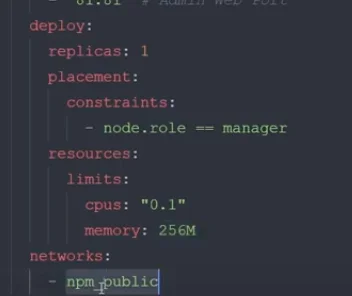 - 81:81 # Admin Web Port
deploy:
replicas: 1
placement:
constraints:
- node.role == manager
resources:
limits:
cpus: "0.1"
memory: 256M
networks:
- npm_public